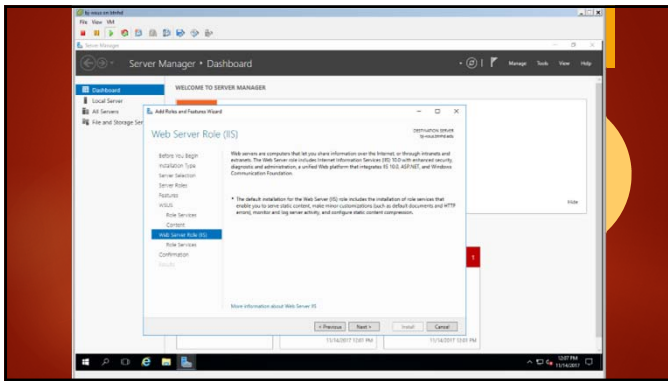 File View VM
Server Manager
Server Manager • Dashboard
Manage Tools View Help
Dashboard
Local Server
All Servers
File and Storage Ser
WELCOME TO SERVER MANAGER
Add Roles and Features Wizard
Web Server Role (IIS)
DESTINATION SERVER
Before You Begin
Installation Type
Server Selection
Server Roles
Features
WSUS
Role Services
Content
Web Server Role (IIS)
Role Services
Confirmation
Results
Web servers are computers that let you share information over the Internet, or through intranets and
extranets. The Web Server role includes Internet Information Services (IIS) 10.0 with enhanced security,
diagnostic and administration, a unified Web platform that integrates IIS 10.0, ASP.NET, and Windows
Communication Foundation.
• The default installation for the Web Server (IIS) role includes the installation of role services that
enable you to serve static content, make minor customizations (such as default documents and HTTP
errors), monitor and log server activity, and configure static content compression.
More information about Web Server IIS
< Previous Next > Install Cancel
Hide
1
11/14/2017 12:01 PM
11/14/2017 12:01 PM
12:07 PM
11/14/2017